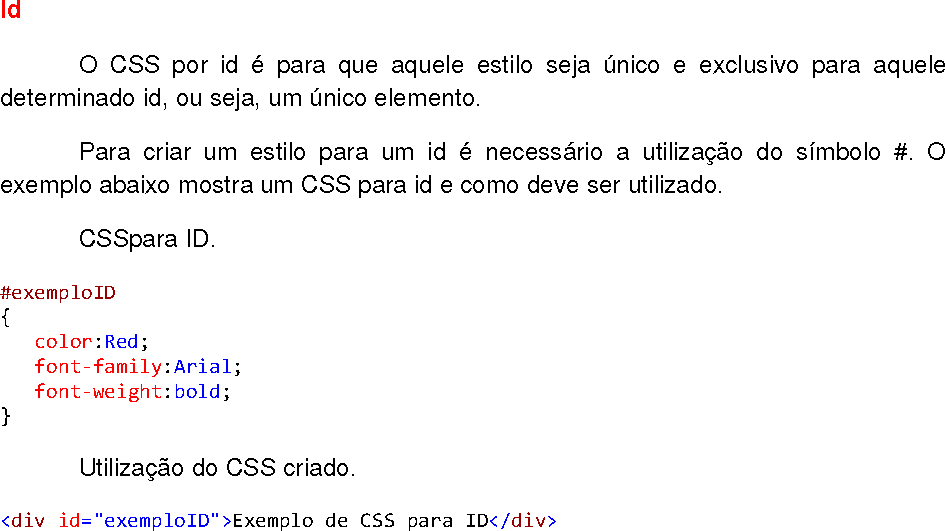 Id
O CSS por id é para que aquele estilo seja único e exclusivo para aquele
determinado id, ou seja, um único elemento.
Para criar um estilo para um id é necessário a utilização do símbolo #. O
exemplo abaixo mostra um CSS para id e como deve ser utilizado.
CSSpara ID.
#exemploID
{
color:Red;
font-family:Arial;
font-weight:bold;
}
Utilização do CSS criado.
<div id="exemploID">Exemplo de CSS para ID</div>